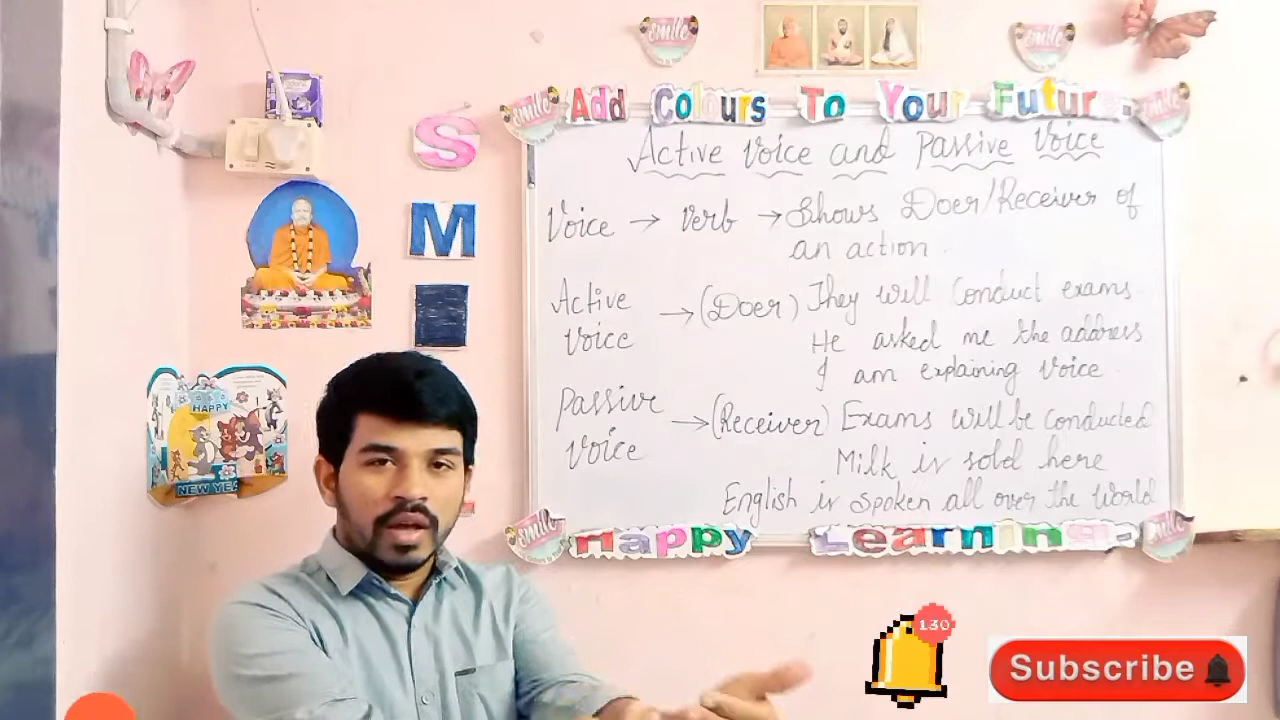 smile
smile
Add Colours To Your Future.
smile
smile
S
M
Active Voice and Passive Voice
Voice → Verb → Shows Doer/Receiver of
an action.
Active → (Doer) They will Conduct exams
Voice He asked me the address
I am explaining Voice
Passive → (Receiver) Exams will be conducted
Voice Milk is sold here
English is spoken all over the World
HAPPY
NEW YEA
smile
Happy Learning.
smile
130
Subscribe